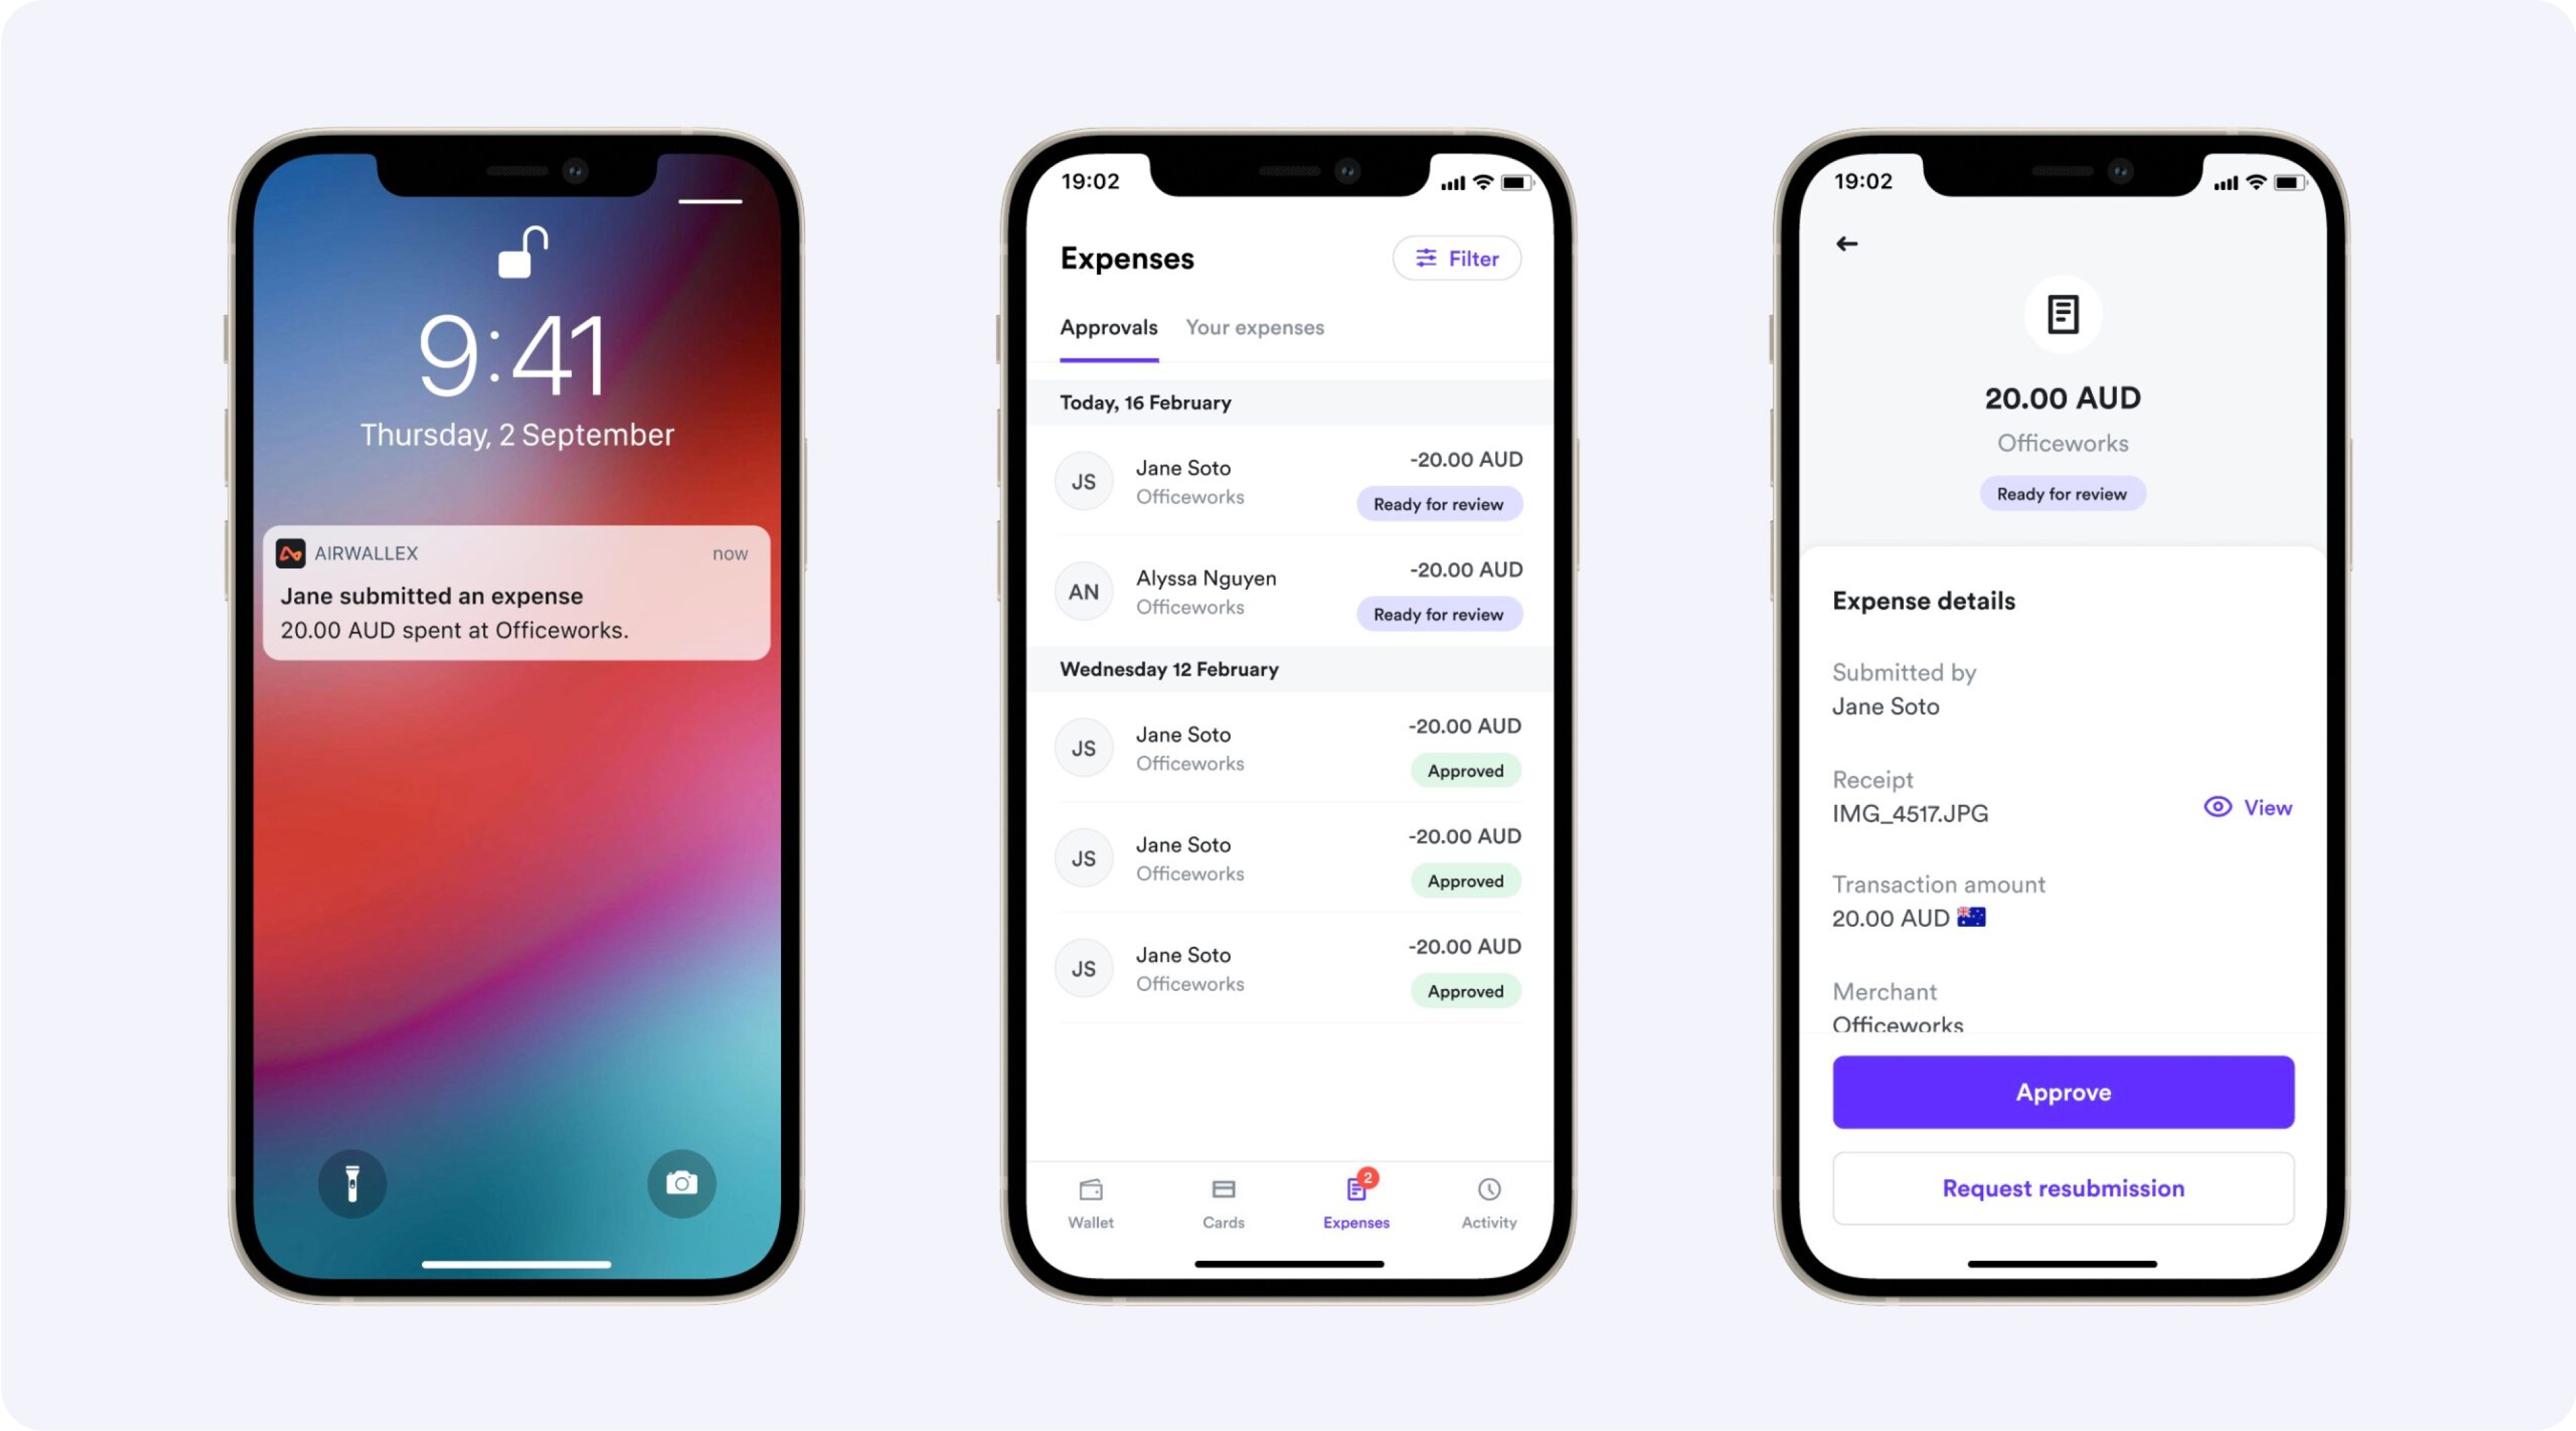 9:41
Thursday, 2 September
AIRWALLEX
now
Jane submitted an expense
20.00 AUD spent at Officeworks.
19:02
Expenses
Filter
Approvals
Your expenses
Today, 16 February
JS
Jane Soto
-20.00 AUD
Officeworks
Ready for review
AN
Alyssa Nguyen
-20.00 AUD
Officeworks
Ready for review
Wednesday 12 February
JS
Jane Soto
-20.00 AUD
Officeworks
Approved
JS
Jane Soto
-20.00 AUD
Officeworks
Approved
JS
Jane Soto
-20.00 AUD
Officeworks
Approved
2
Wallet
Cards
Expenses
Activity
19:02
20.00 AUD
Officeworks
Ready for review
Expense details
Submitted by
Jane Soto
Receipt
IMG_4517.JPG
View
Transaction amount
20.00 AUD
Merchant
Officeworks
Approve
Request resubmission